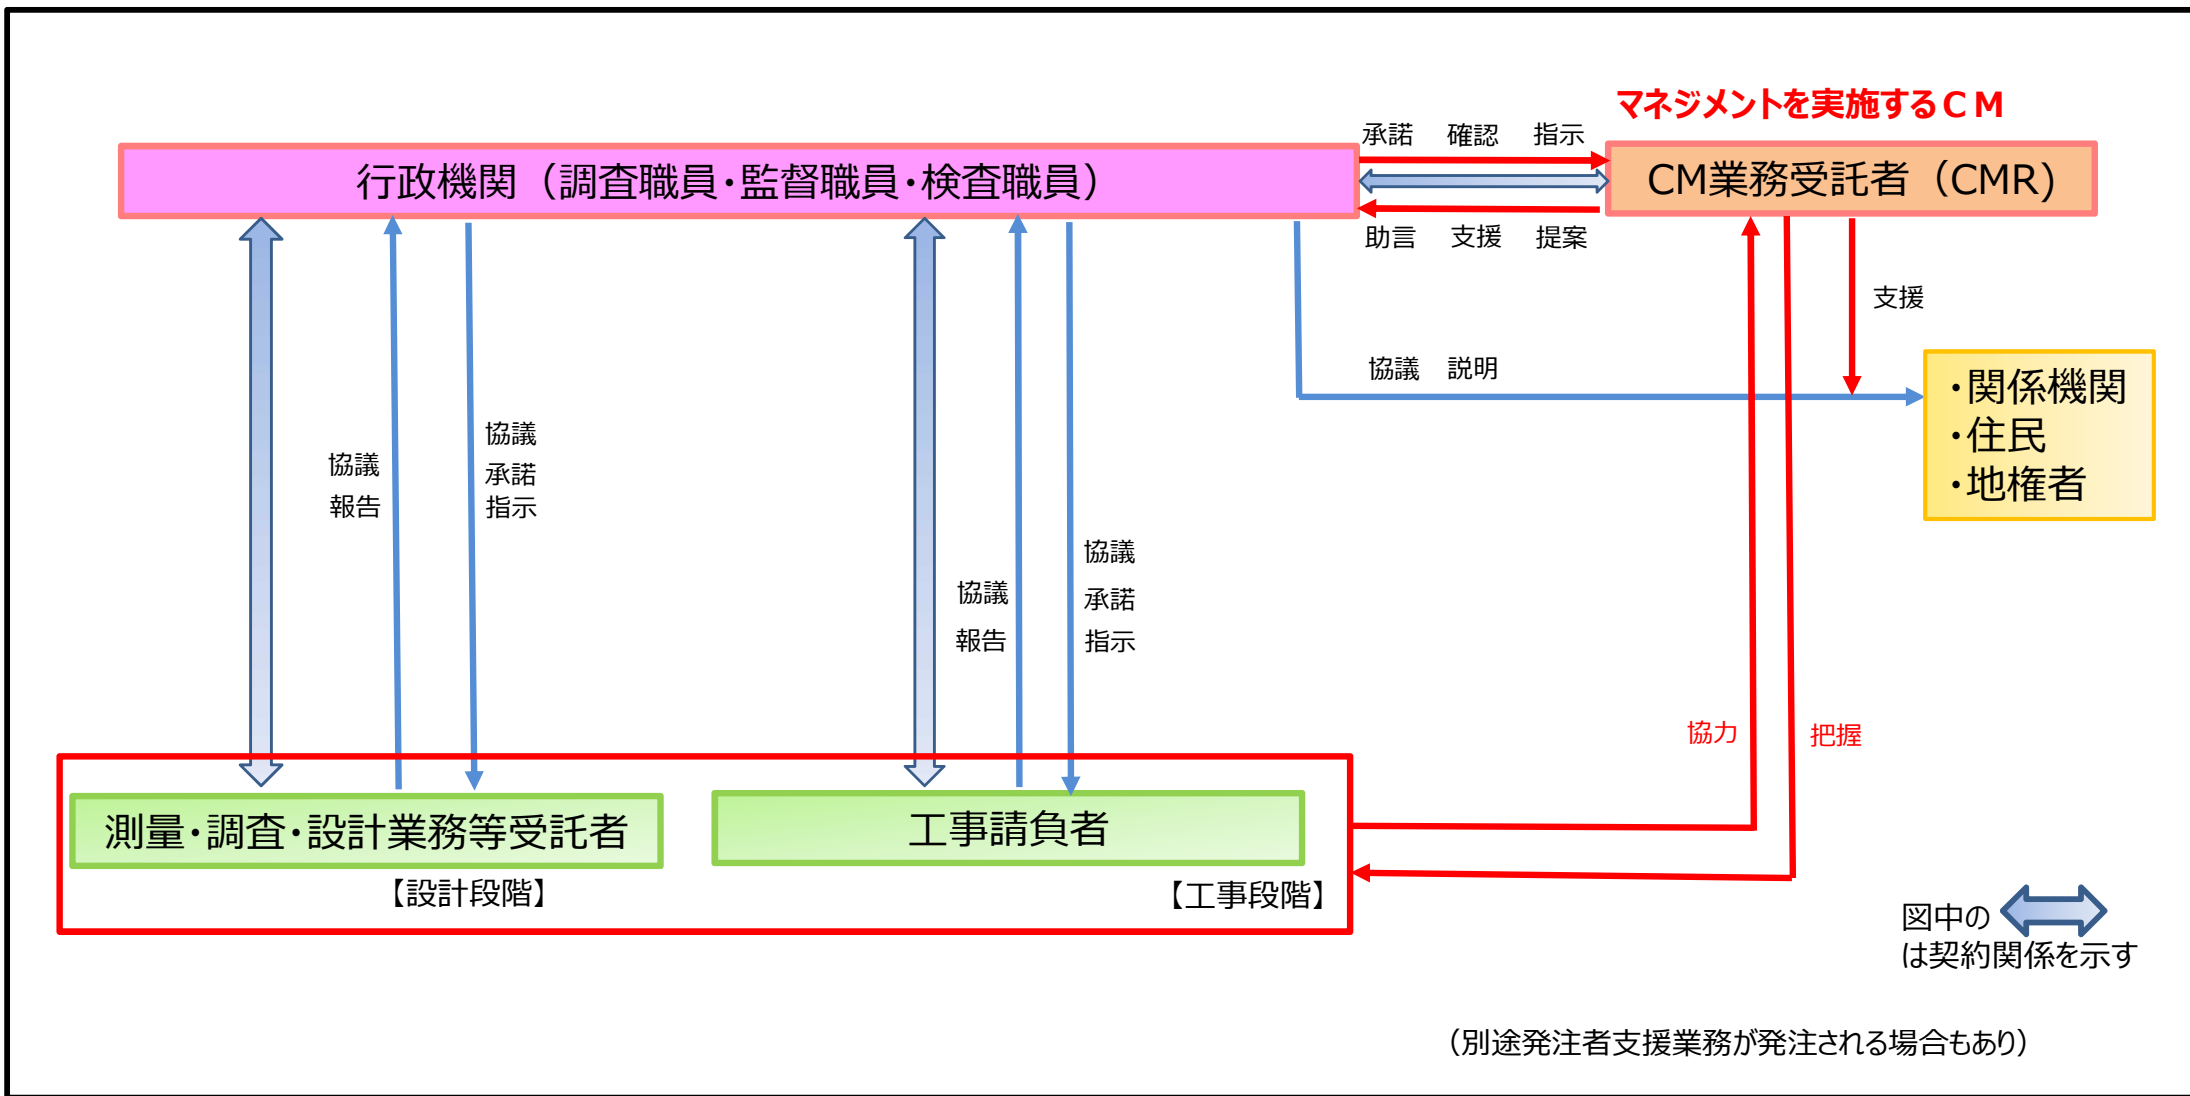 マネジメントを実施するCM
承諾 確認 指示
行政機関（調査職員・監督職員・検査職員）
CM業務受託者（CMR)
助言 支援 提案
支援
協議 説明
・関係機関
・住民
・地権者
協議
報告
協議
承諾
指示
協議
報告
協議
承諾
指示
協力
把握
測量・調査・設計業務等受託者
工事請負者
【設計段階】
【工事段階】
図中の
は契約関係を示す
（別途発注者支援業務が発注される場合もあり）